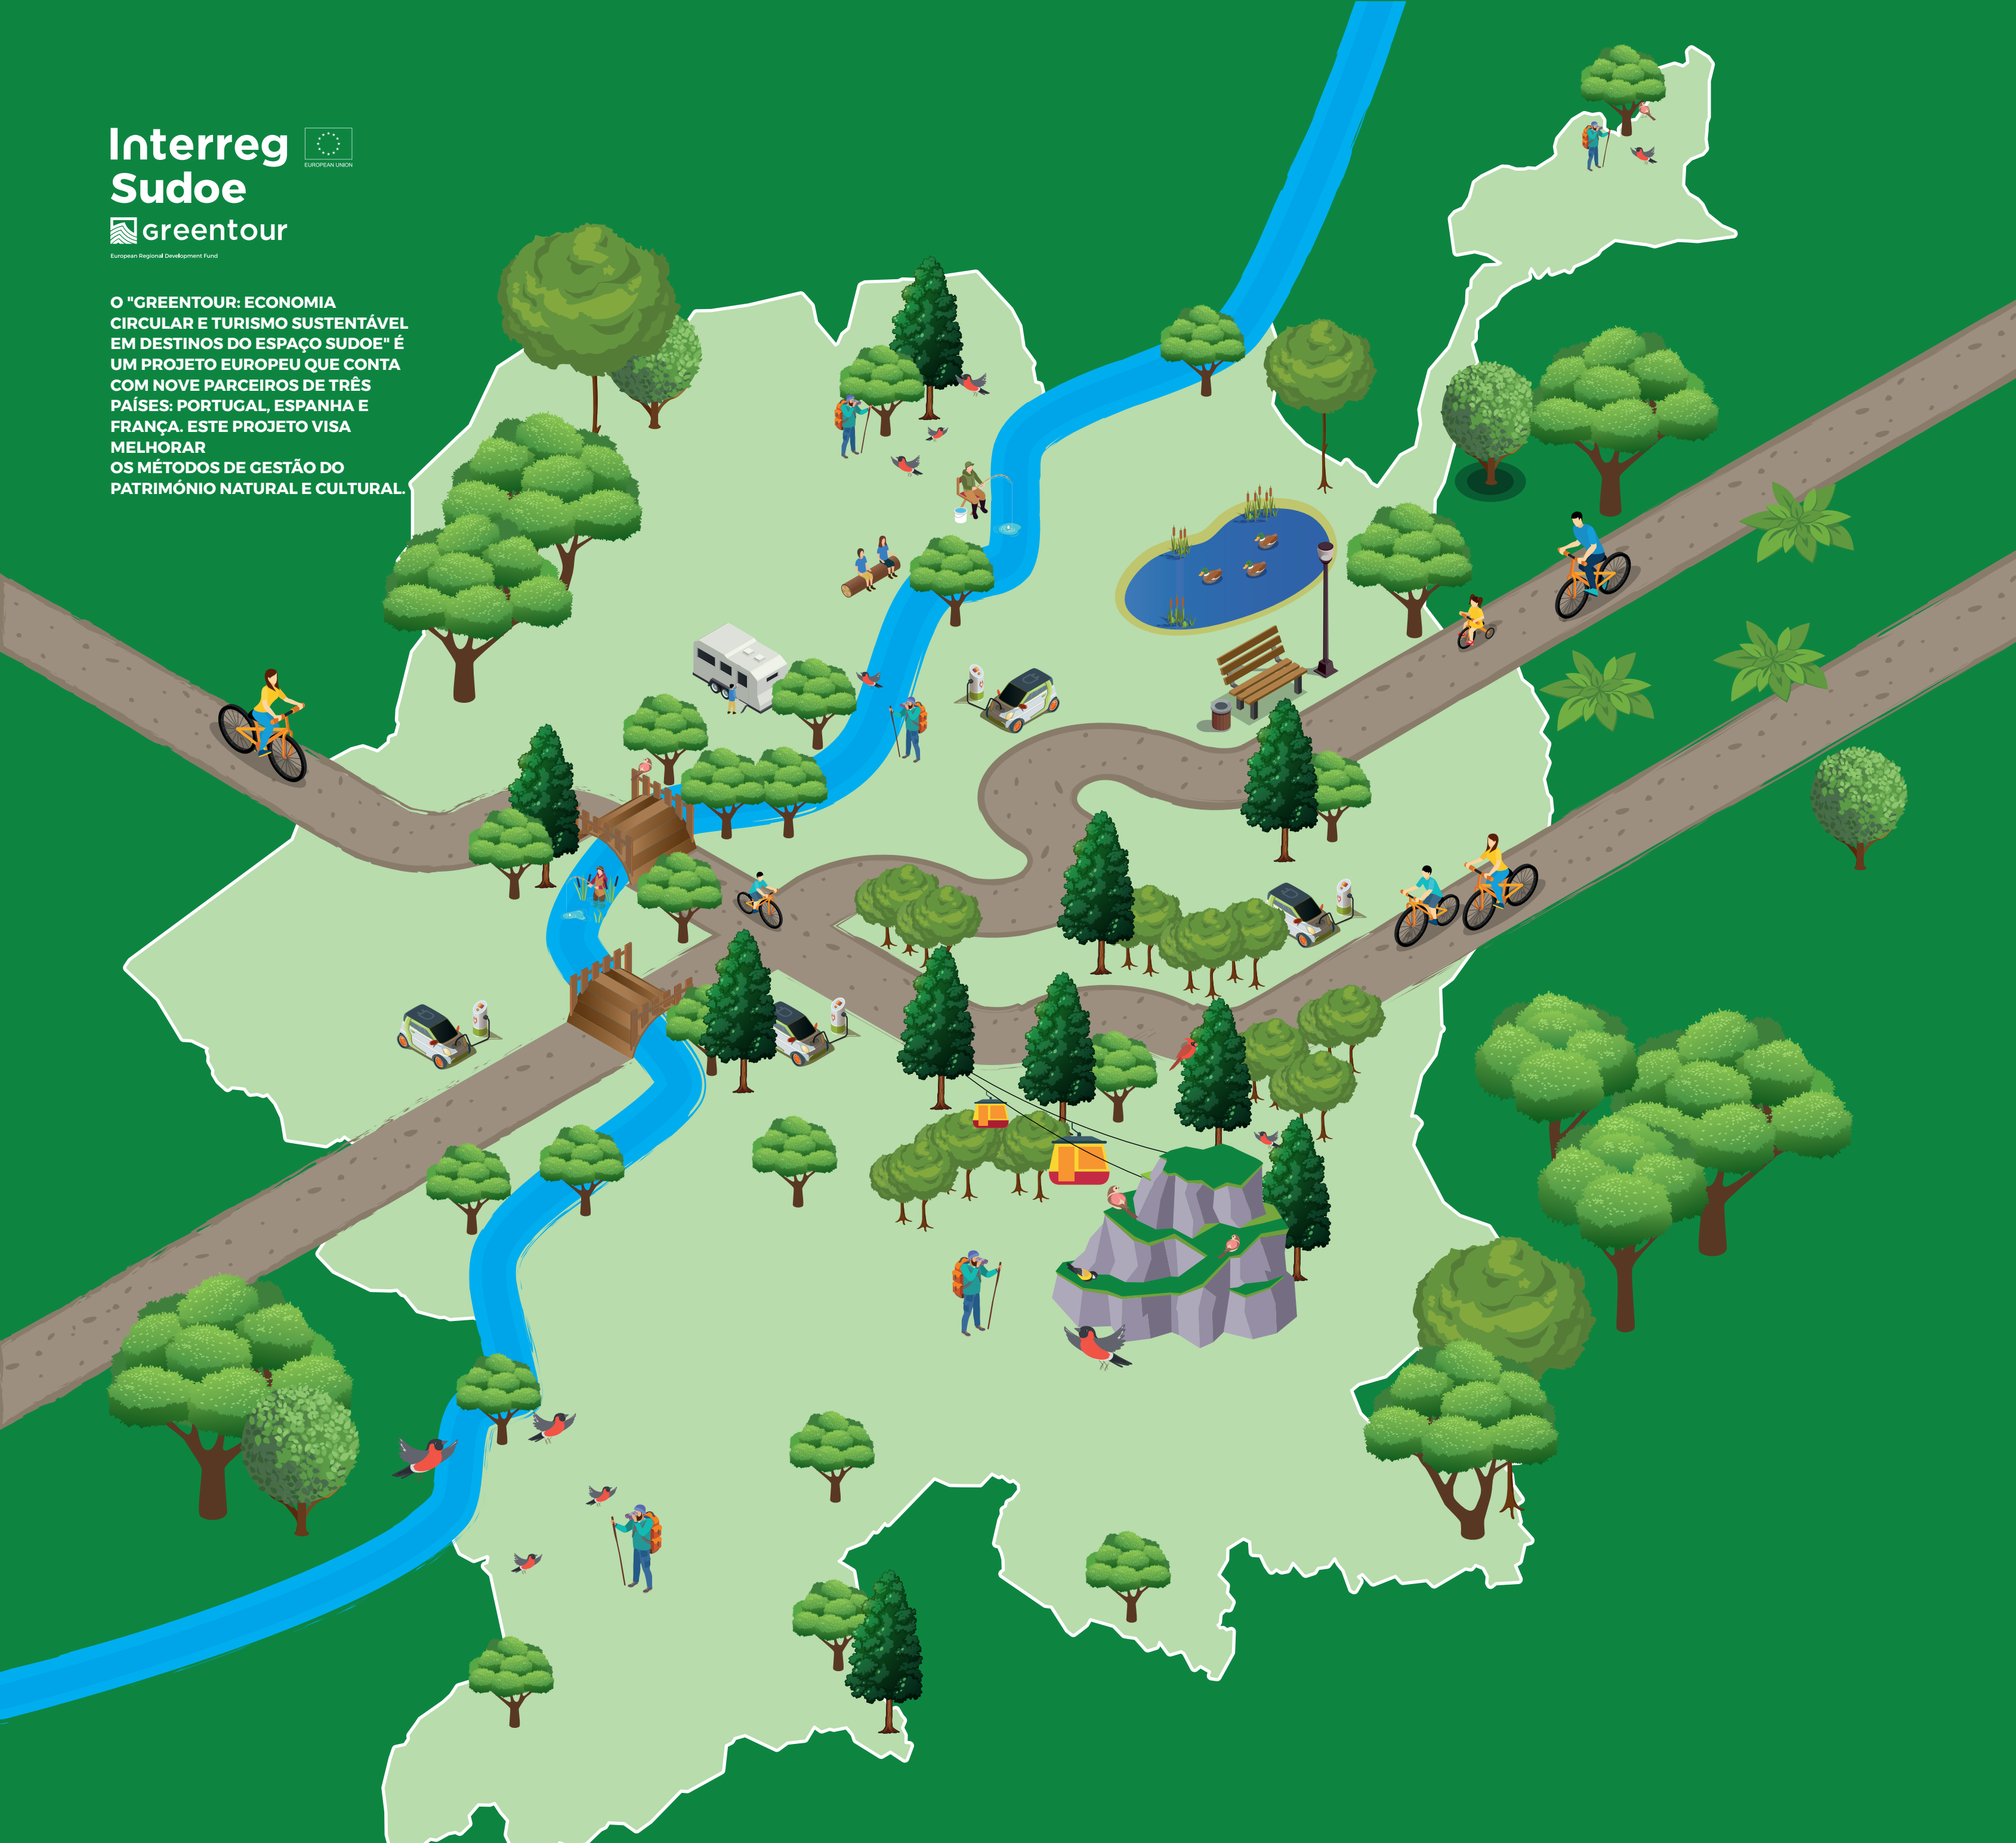 Interreg
EUROPEAN UNION
Sudoe
Greentour
European Regional Development Fund
O "GREENTOUR: ECONOMIA
CIRCULAR E TURISMO SUSTENTÁVEL
EM DESTINOS DO ESPAÇO SUDOE" É
UM PROJETO EUROPEU QUE CONTA
COM NOVE PARCEIROS DE TRÊS
PAÍSES: PORTUGAL, ESPANHA E
FRANÇA. ESTE PROJETO VISA
MELHORAR
OS MÉTODOS DE GESTÃO DO
PATRIMÓNIO NATURAL E CULTURAL.